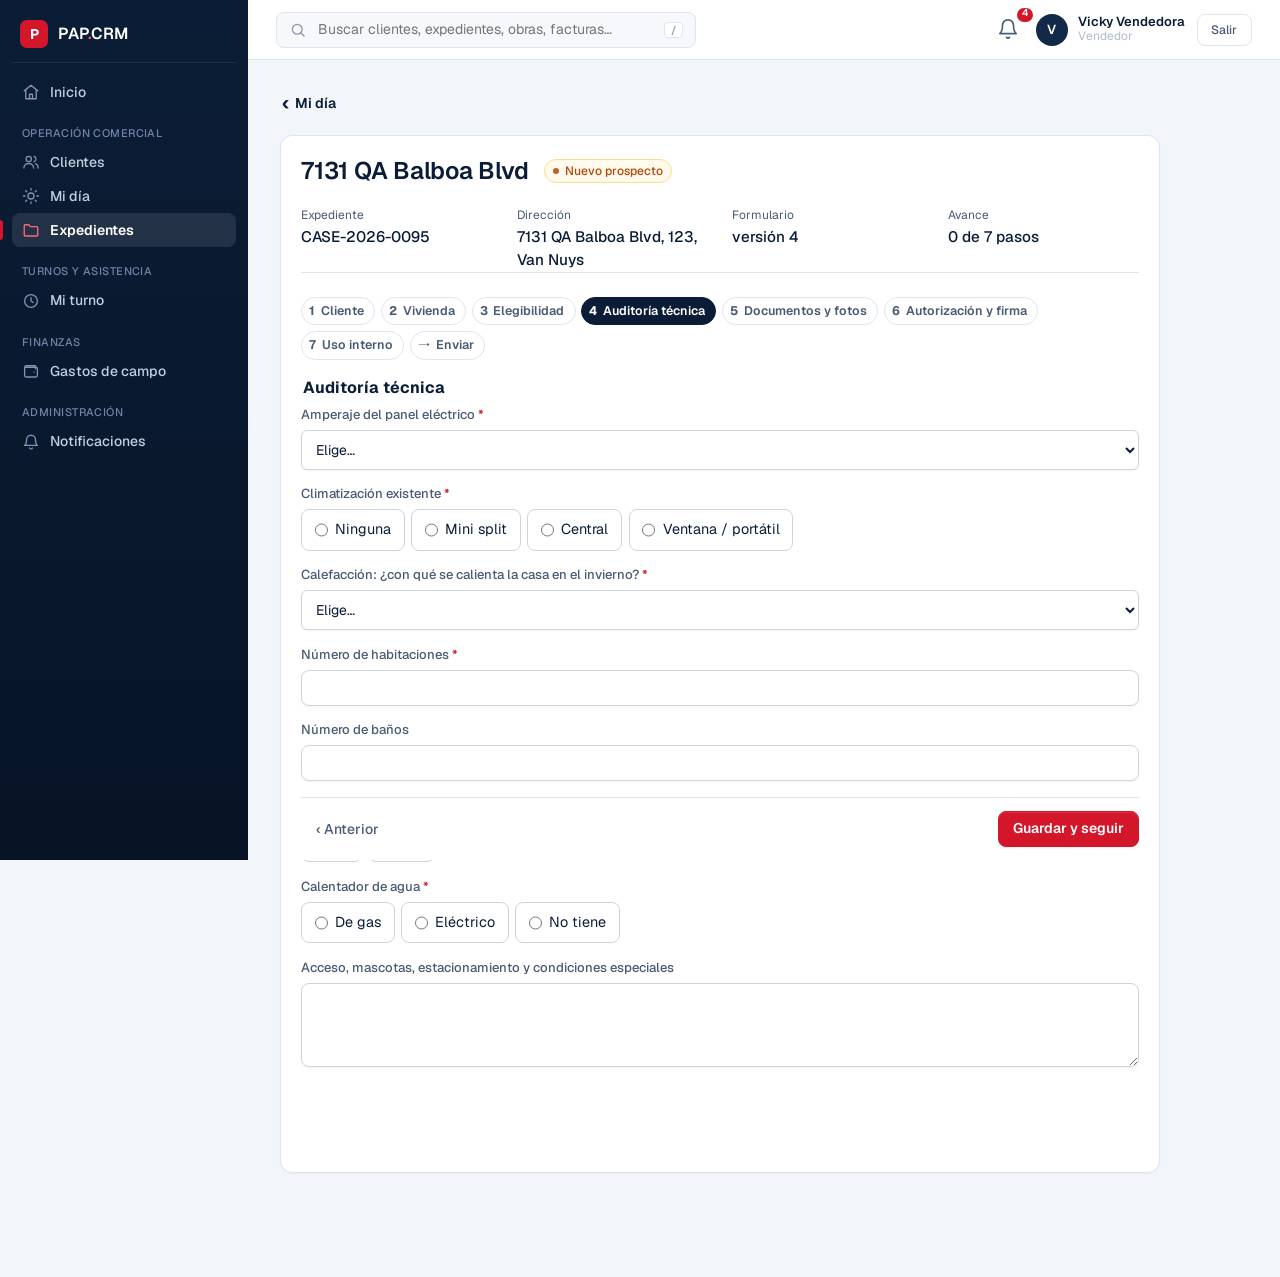 P PAP.CRM
Buscar clientes, expedientes, obras, facturas... /
4
V
Vicky Vendedora
Vendedor
Salir
Inicio
OPERACIÓN COMERCIAL
Clientes
Mi día
Expedientes
TURNOS Y ASISTENCIA
Mi turno
FINANZAS
Gastos de campo
ADMINISTRACIÓN
Notificaciones
‹ Mi día
7131 QA Balboa Blvd Nuevo prospecto
Expediente Dirección Formulario Avance
CASE-2026-0095 7131 QA Balboa Blvd, 123, versión 4 0 de 7 pasos
Van Nuys
1 Cliente 2 Vivienda 3 Elegibilidad 4 Auditoría técnica 5 Documentos y fotos 6 Autorización y firma
7 Uso interno → Enviar
Auditoría técnica
Amperaje del panel eléctrico *
Elige...
Climatización existente *
Ninguna Mini split Central Ventana / portátil
Calefacción: ¿con qué se calienta la casa en el invierno? *
Elige...
Número de habitaciones *
Número de baños
‹ Anterior Guardar y seguir
Calentador de agua *
De gas Eléctrico No tiene
Acceso, mascotas, estacionamiento y condiciones especiales